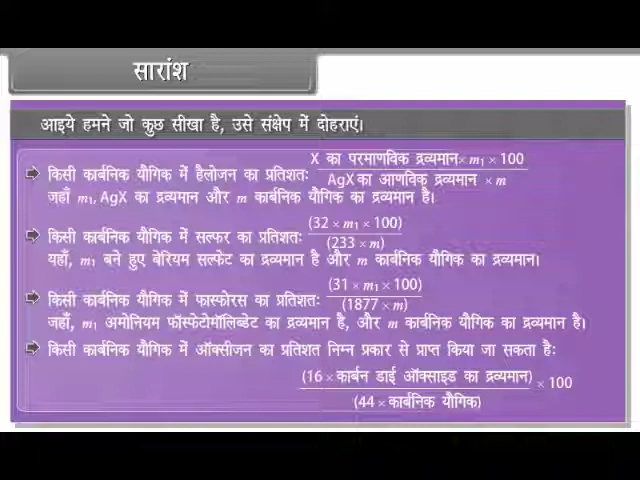 सारांश
आइये हमने जो कुछ सीखा है, उसे संक्षेप में दोहराएं।
किसी कार्बनिक यौगिक में हैलोजन का प्रतिशतः X का परमाणविक द्रव्यमान × m₁ × 100 / AgX का आणविक द्रव्यमान × m
जहाँ m₁, AgX का द्रव्यमान और m कार्बनिक यौगिक का द्रव्यमान है।
किसी कार्बनिक यौगिक में सल्फर का प्रतिशतः (32 × m₁ × 100) / (233 × m)
यहाँ, m₁ बने हुए बेरियम सल्फेट का द्रव्यमान है और m कार्बनिक यौगिक का द्रव्यमान।
किसी कार्बनिक यौगिक में फास्फोरस का प्रतिशतः (31 × m₁ × 100) / (1877 × m)
जहाँ, m₁ अमोनियम फॉस्फेटोमॉलिब्डेट का द्रव्यमान है, और m कार्बनिक यौगिक का द्रव्यमान है।
किसी कार्बनिक यौगिक में ऑक्सीजन का प्रतिशत निम्न प्रकार से प्राप्त किया जा सकता हैः
(16 × कार्बन डाई ऑक्साइड का द्रव्यमान) / (44 × कार्बनिक यौगिक) × 100